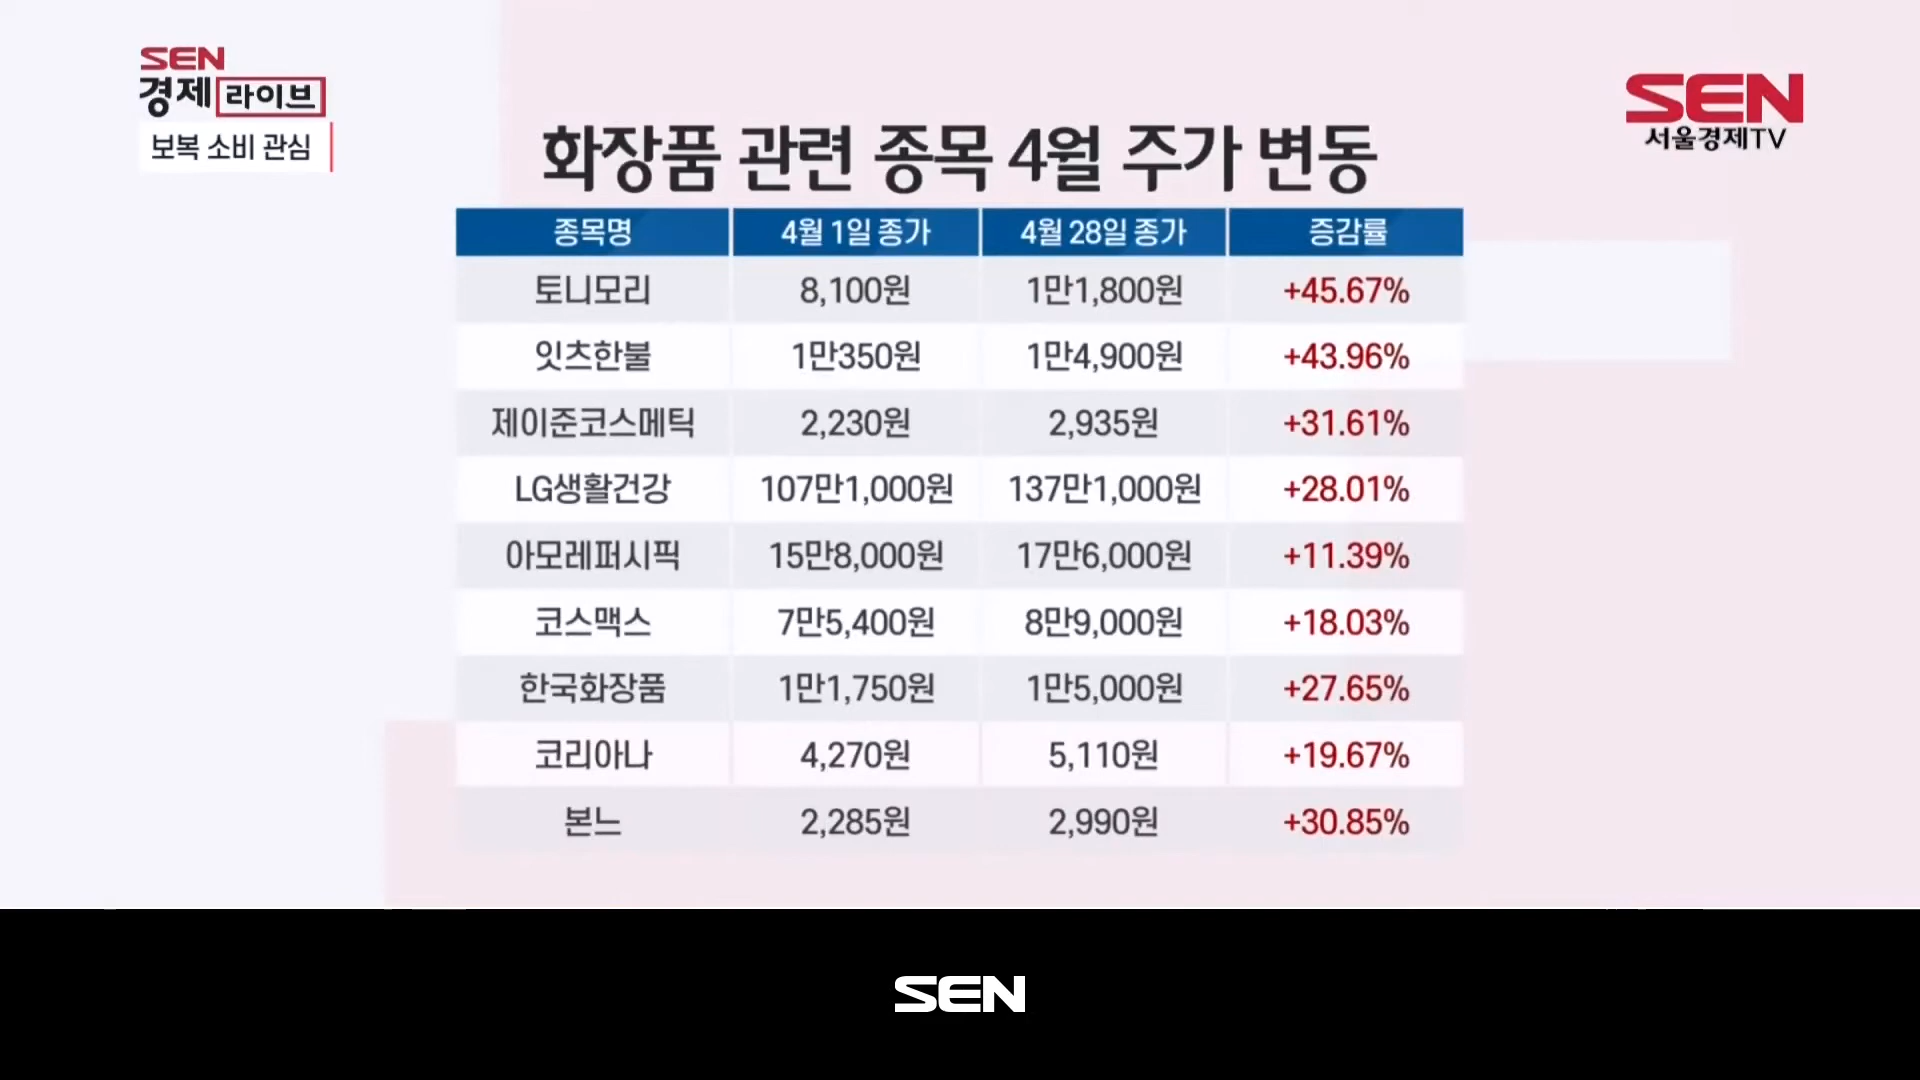 SEN
경제 라이브
보복 소비 관심
SEN
서울경제TV
화장품 관련 종목 4월 주가 변동
종목명 4월 1일 종가 4월 28일 종가 증감률
토니모리 8,100원 1만1,800원 +45.67%
잇츠한불 1만350원 1만4,900원 +43.96%
제이준코스메틱 2,230원 2,935원 +31.61%
LG생활건강 107만1,000원 137만1,000원 +28.01%
아모레퍼시픽 15만8,000원 17만6,000원 +11.39%
코스맥스 7만5,400원 8만9,000원 +18.03%
한국화장품 1만1,750원 1만5,000원 +27.65%
코리아나 4,270원 5,110원 +19.67%
본느 2,285원 2,990원 +30.85%
SEN